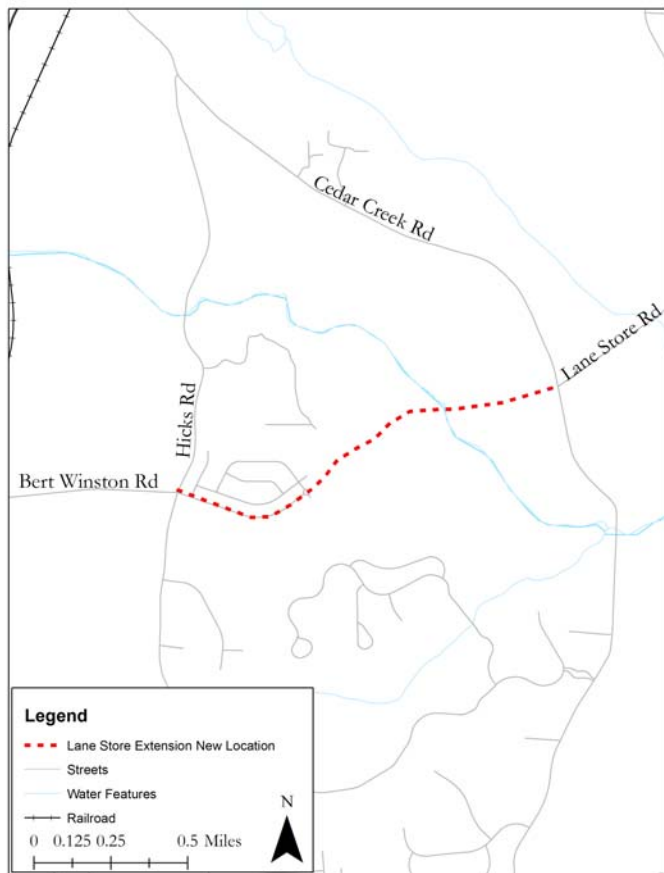 Cedar Creek Rd
Lane Store Rd
Hicks Rd
Bert Winston Rd
Legend
Lane Store Extension New Location
Streets
Water Features
Railroad
N
0 0.125 0.25 0.5 Miles